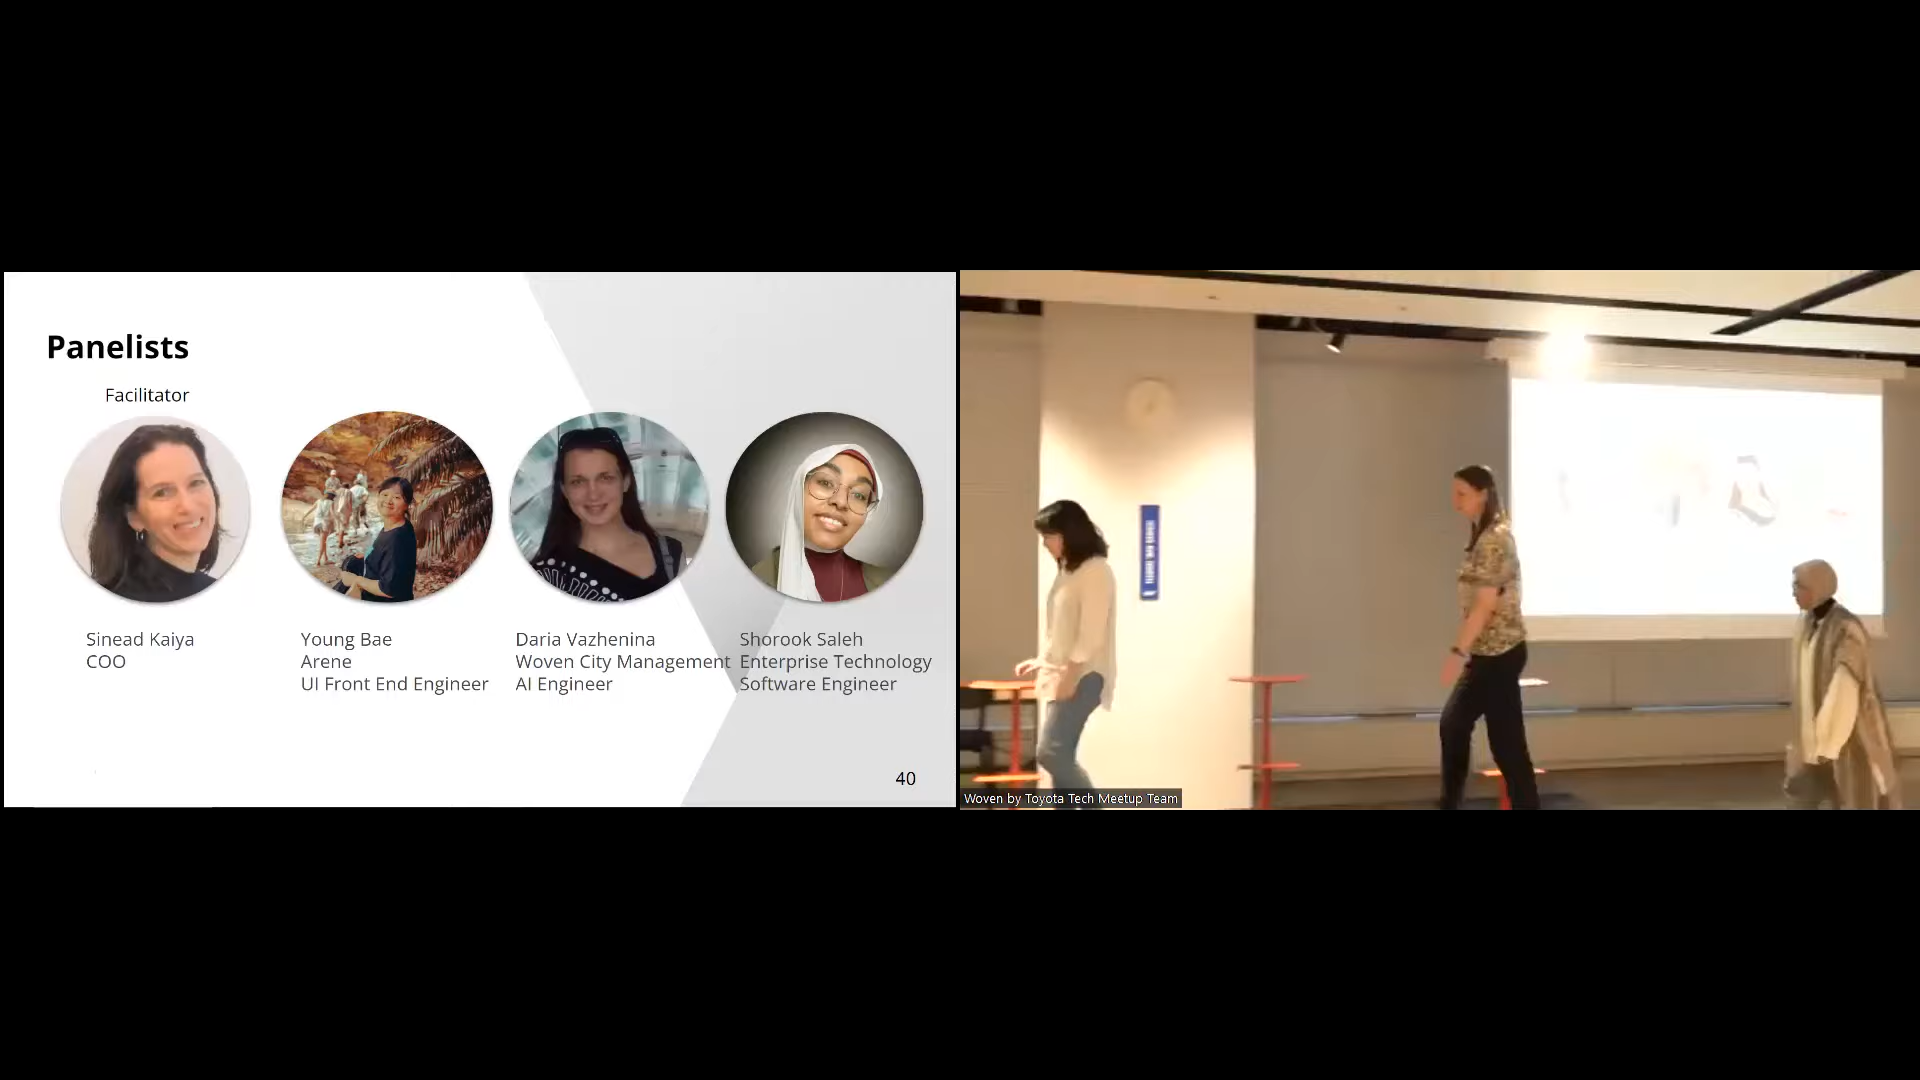 Panelists
Facilitator
Sinead Kaiya
COO
Young Bae
Arene
UI Front End Engineer
Daria Vazhenina
Woven City Management
AI Engineer
Shorook Saleh
Enterprise Technology
Software Engineer
40
Woven by Toyota Tech Meetup Team